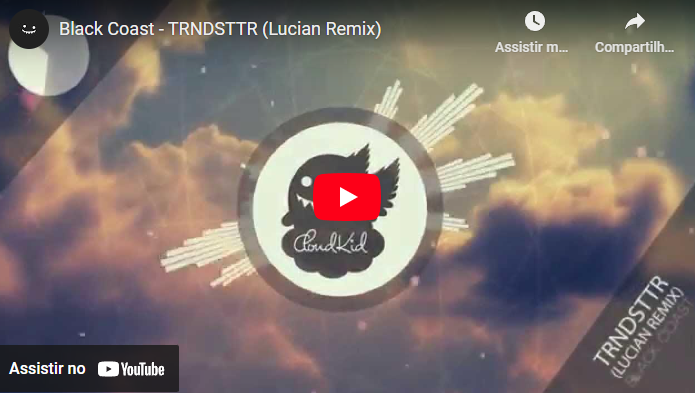 Black Coast - TRNDSTTR (Lucian Remix)
Assistir m...
Compartilh...
CloudKid
TRNDSTTR
(LUCIAN REMIX)
BLACK COAST
Assistir no YouTube